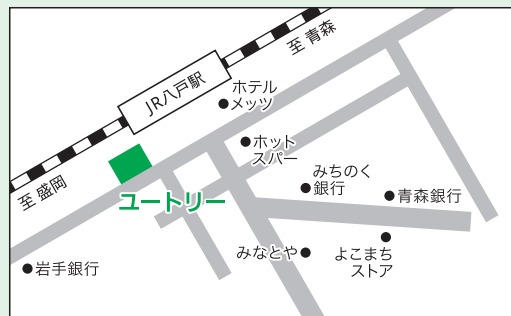 至 青森
JR八戸駅
ホテル
メッツ
ホット
スパー
みちのく
銀行
至 盛岡
ユートリー
青森銀行
みなとや
よこまち
ストア
岩手銀行